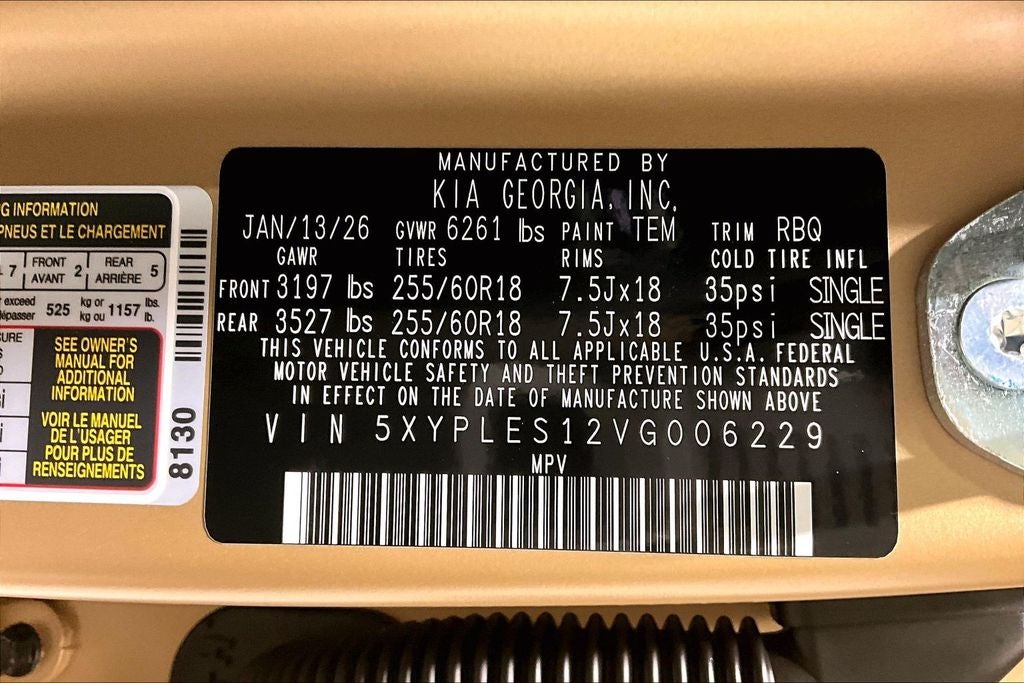 G INFORMATION
PNEUS ET LE CHARGEMENT
7 FRONT AVANT 2 REAR ARRIÈRE 5
exceed 525 kg or 1157 lbs.
dépasser kg ou lb.
SEE OWNER'S
MANUAL FOR
ADDITIONAL
INFORMATION
VOIR LE MANUEL
DE L'USAGER
POUR PLUS DE
RENSEIGNEMENTS
8130
MANUFACTURED BY
KIA GEORGIA, INC.
JAN/13/26 GVWR 6261 lbs PAINT TEM TRIM RBQ
GAWR TIRES RIMS COLD TIRE INFL
FRONT 3197 lbs 255/60R18 7.5Jx18 35psi SINGLE
REAR 3527 lbs 255/60R18 7.5Jx18 35psi SINGLE
THIS VEHICLE CONFORMS TO ALL APPLICABLE U.S.A. FEDERAL
MOTOR VEHICLE SAFETY AND THEFT PREVENTION STANDARDS
IN EFFECT ON THE DATE OF MANUFACTURE SHOWN ABOVE
VIN 5XYPLES12VG006229
MPV